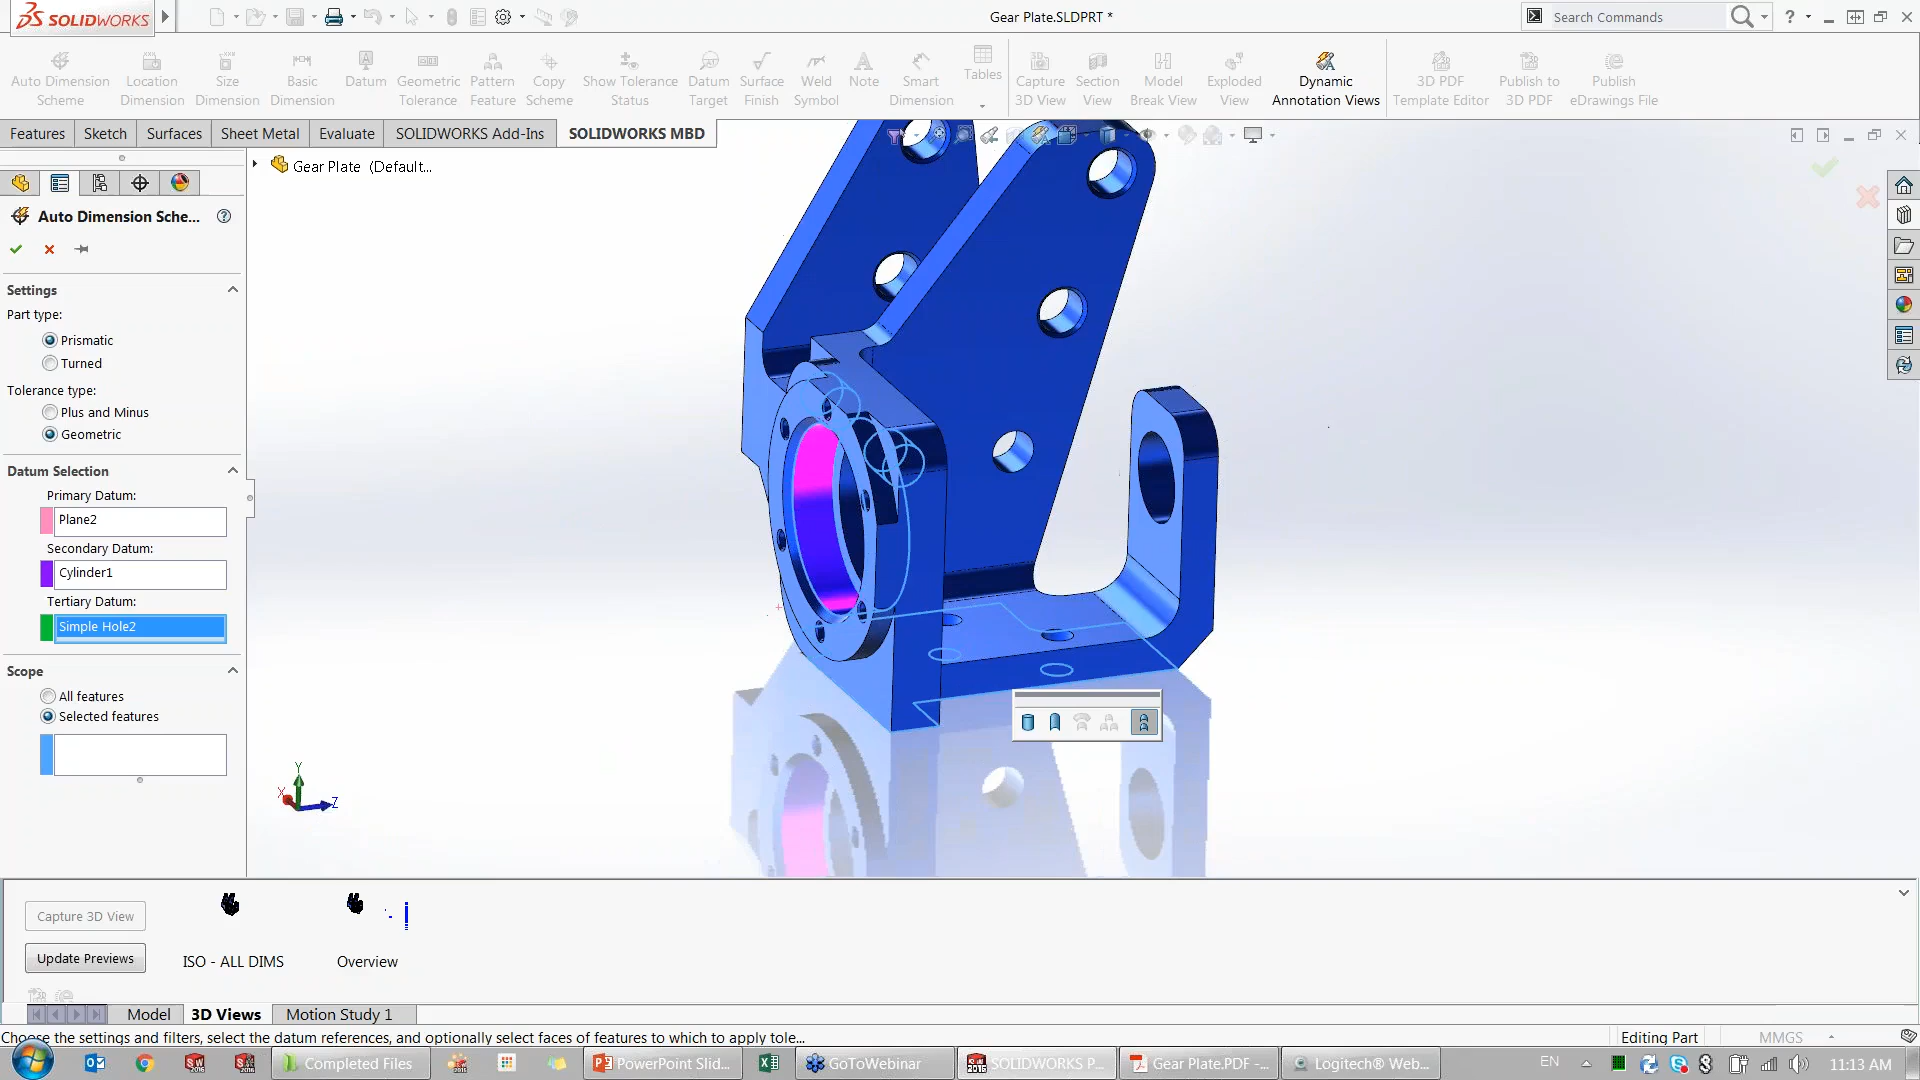 SOLIDWORKS
Gear Plate.SLDPRT *
Search Commands
Auto Dimension Scheme
Location Dimension
Size Dimension
Basic Dimension
Datum
Geometric Tolerance
Pattern Feature
Copy Scheme
Show Tolerance Status
Datum Target
Surface Finish
Weld Symbol
Note
Smart Dimension
Tables
Capture 3D View
Section View
Model Break View
Exploded View
Dynamic Annotation Views
3D PDF Template Editor
Publish to 3D PDF
Publish eDrawings File
Features
Sketch
Surfaces
Sheet Metal
Evaluate
SOLIDWORKS Add-Ins
SOLIDWORKS MBD
Gear Plate (Default...
Auto Dimension Sche...
Settings
Part type:
Prismatic
Turned
Tolerance type:
Plus and Minus
Geometric
Datum Selection
Primary Datum:
Plane2
Secondary Datum:
Cylinder1
Tertiary Datum:
Simple Hole2
Scope
All features
Selected features
Y
X
Z
Capture 3D View
Update Previews
ISO - ALL DIMS
Overview
Model
3D Views
Motion Study 1
Choose the settings and filters, select the datum references, and optionally select faces of features to which to apply tole...
Editing Part
MMGS
Completed Files
PowerPoint Slid...
GoToWebinar
SOLIDWORKS P...
Gear Plate.PDF -...
Logitech® Web...
EN
11:13 AM